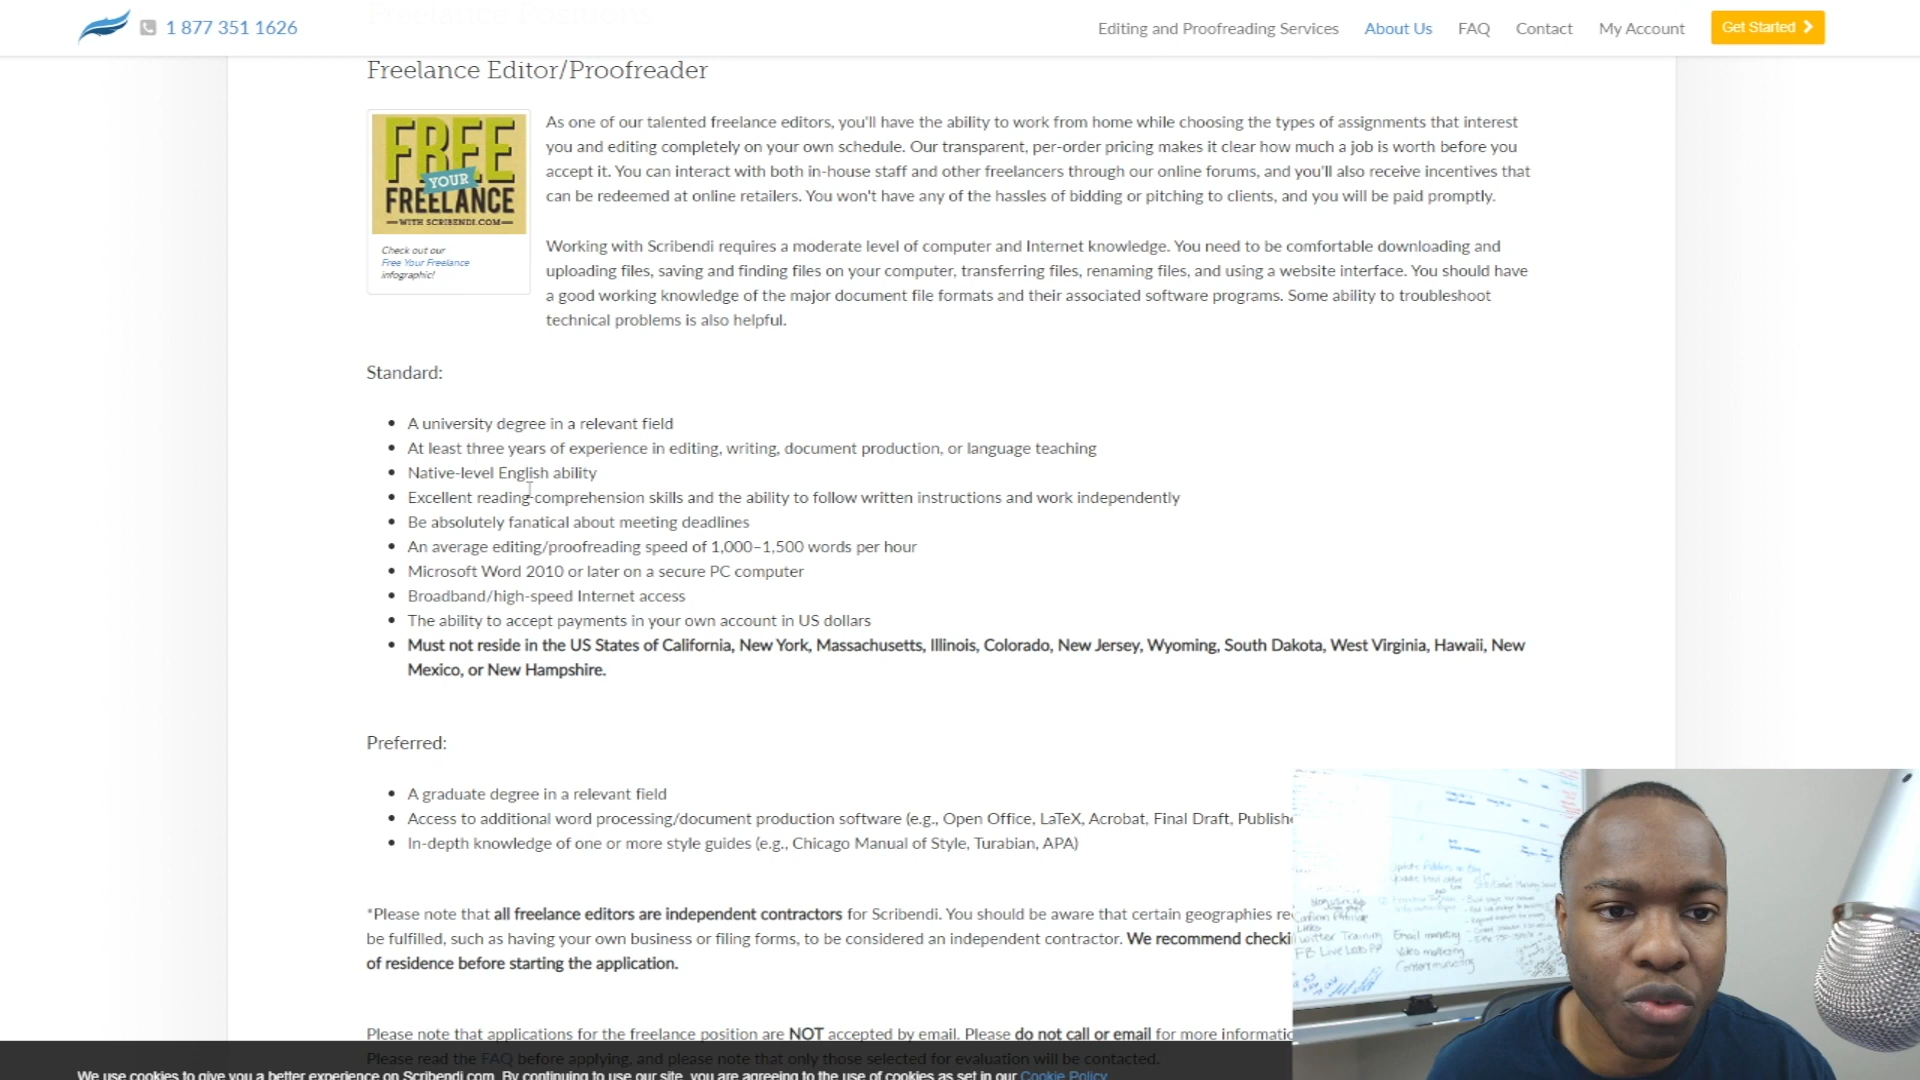 Freelance Positions
1 877 351 1626
Editing and Proofreading Services
About Us
FAQ
Contact
My Account
Get Started
Freelance Editor/Proofreader
FREE
YOUR
FREELANCE
—WITH SCRIBENDI.COM—
Check out our
Free Your Freelance
infographic!
As one of our talented freelance editors, you'll have the ability to work from home while choosing the types of assignments that interest
you and editing completely on your own schedule. Our transparent, per-order pricing makes it clear how much a job is worth before you
accept it. You can interact with both in-house staff and other freelancers through our online forums, and you'll also receive incentives that
can be redeemed at online retailers. You won't have any of the hassles of bidding or pitching to clients, and you will be paid promptly.
Working with Scribendi requires a moderate level of computer and Internet knowledge. You need to be comfortable downloading and
uploading files, saving and finding files on your computer, transferring files, renaming files, and using a website interface. You should have
a good working knowledge of the major document file formats and their associated software programs. Some ability to troubleshoot
technical problems is also helpful.
Standard:
• A university degree in a relevant field
• At least three years of experience in editing, writing, document production, or language teaching
• Native-level English ability
• Excellent reading-comprehension skills and the ability to follow written instructions and work independently
• Be absolutely fanatical about meeting deadlines
• An average editing/proofreading speed of 1,000–1,500 words per hour
• Microsoft Word 2010 or later on a secure PC computer
• Broadband/high-speed Internet access
• The ability to accept payments in your own account in US dollars
• Must not reside in the US States of California, New York, Massachusetts, Illinois, Colorado, New Jersey, Wyoming, South Dakota, West Virginia, Hawaii, New
Mexico, or New Hampshire.
Preferred:
• A graduate degree in a relevant field
• Access to additional word processing/document production software (e.g., Open Office, LaTeX, Acrobat, Final Draft, Publishe
• In-depth knowledge of one or more style guides (e.g., Chicago Manual of Style, Turabian, APA)
*Please note that all freelance editors are independent contractors for Scribendi. You should be aware that certain geographies re
be fulfilled, such as having your own business or filing forms, to be considered an independent contractor. We recommend checki
of residence before starting the application.
Please note that applications for the freelance position are NOT accepted by email. Please do not call or email for more informatio
Please read the FAQ before applying, and please note that only those selected for evaluation will be contacted.
We use cookies to give you a better experience on Scribendi.com. By continuing to use our site, you are agreeing to the use of cookies as set in our Cookie Policy
Twitter Training
FB Live
Email marketing
Video marketing
Content marketing